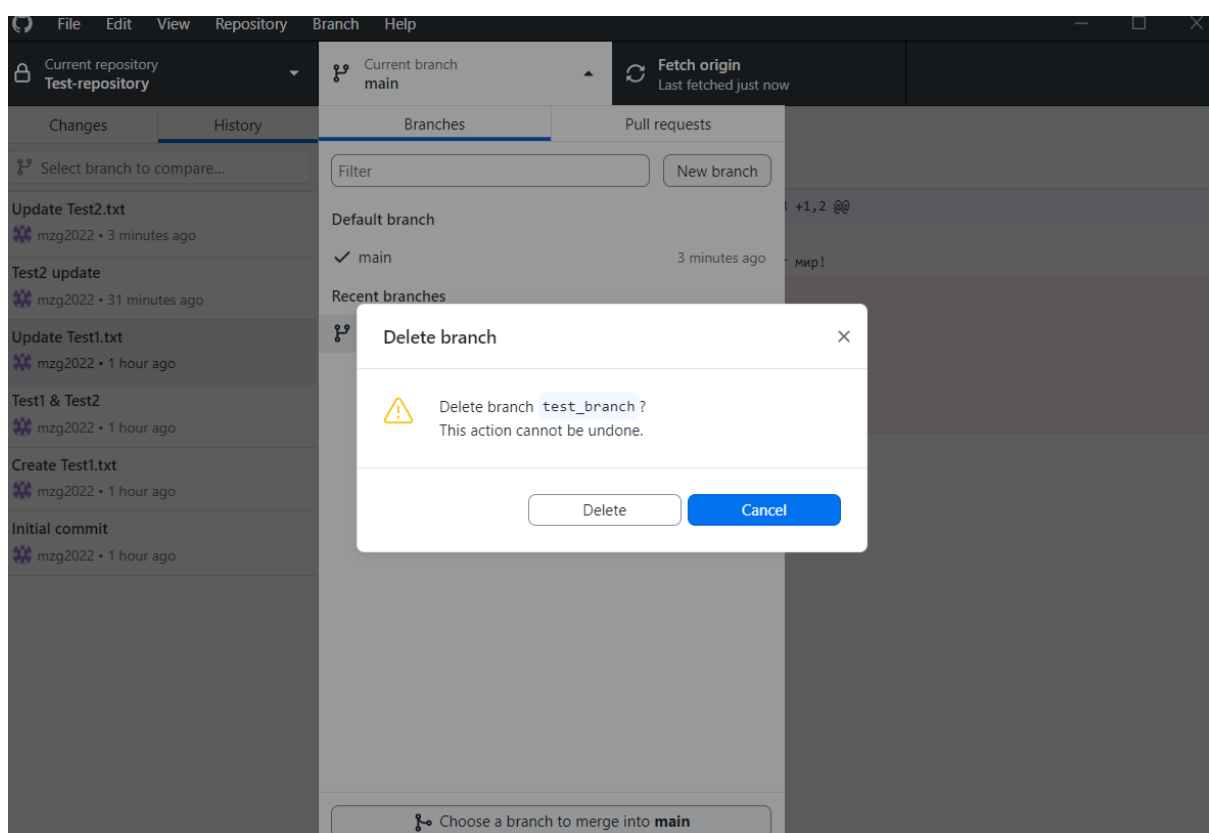 File Edit View Repository Branch Help
Current repository
Test-repository
Current branch
main
Fetch origin
Last fetched just now
Changes History
Branches Pull requests
Select branch to compare...
Filter
New branch
Update Test2.txt
mzg2022 • 3 minutes ago
Test2 update
mzg2022 • 31 minutes ago
Update Test1.txt
mzg2022 • 1 hour ago
Test1 & Test2
mzg2022 • 1 hour ago
Create Test1.txt
mzg2022 • 1 hour ago
Initial commit
mzg2022 • 1 hour ago
Default branch
main 3 minutes ago
Recent branches
+1,2 @@
мир!
Delete branch
Delete branch test_branch?
This action cannot be undone.
Delete Cancel
Choose a branch to merge into main